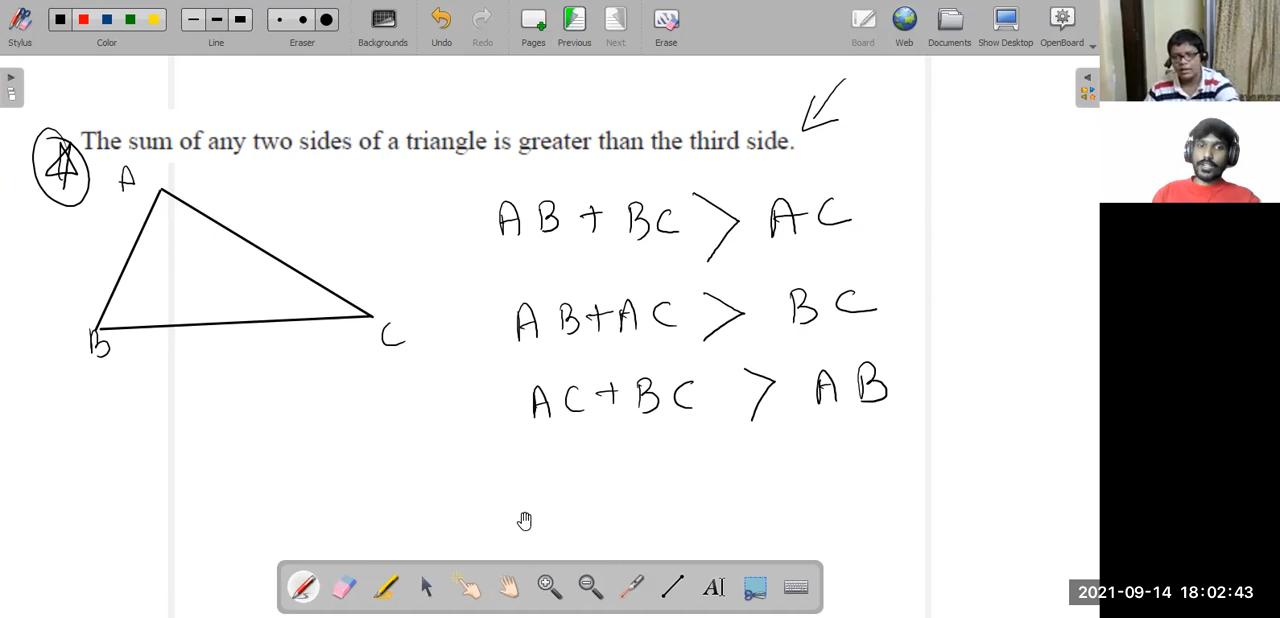 Stylus Color Line Eraser Backgrounds Undo Redo Pages Previous Next Erase Board Web Documents Show Desktop OpenBoard
The sum of any two sides of a triangle is greater than the third side.
A
AB + BC > AC
AB + AC > BC
B
C
AC + BC > AB
2021-09-14 18:02:43